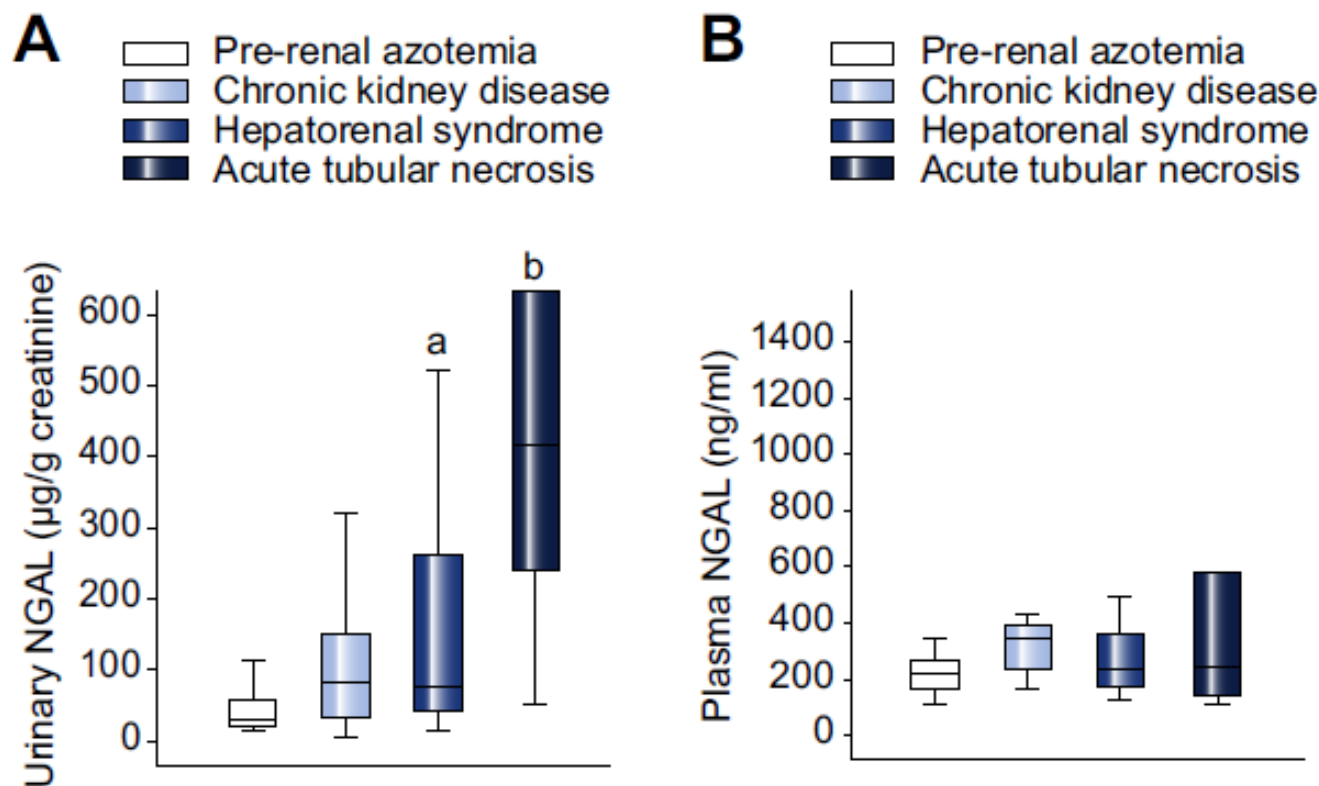 A
Pre-renal azotemia
Chronic kidney disease
Hepatorenal syndrome
Acute tubular necrosis
Urinary NGAL (µg/g creatinine)
600
500
400
300
200
100
0
a
b
B
Pre-renal azotemia
Chronic kidney disease
Hepatorenal syndrome
Acute tubular necrosis
Plasma NGAL (ng/ml)
1400
1200
1000
800
600
400
200
0